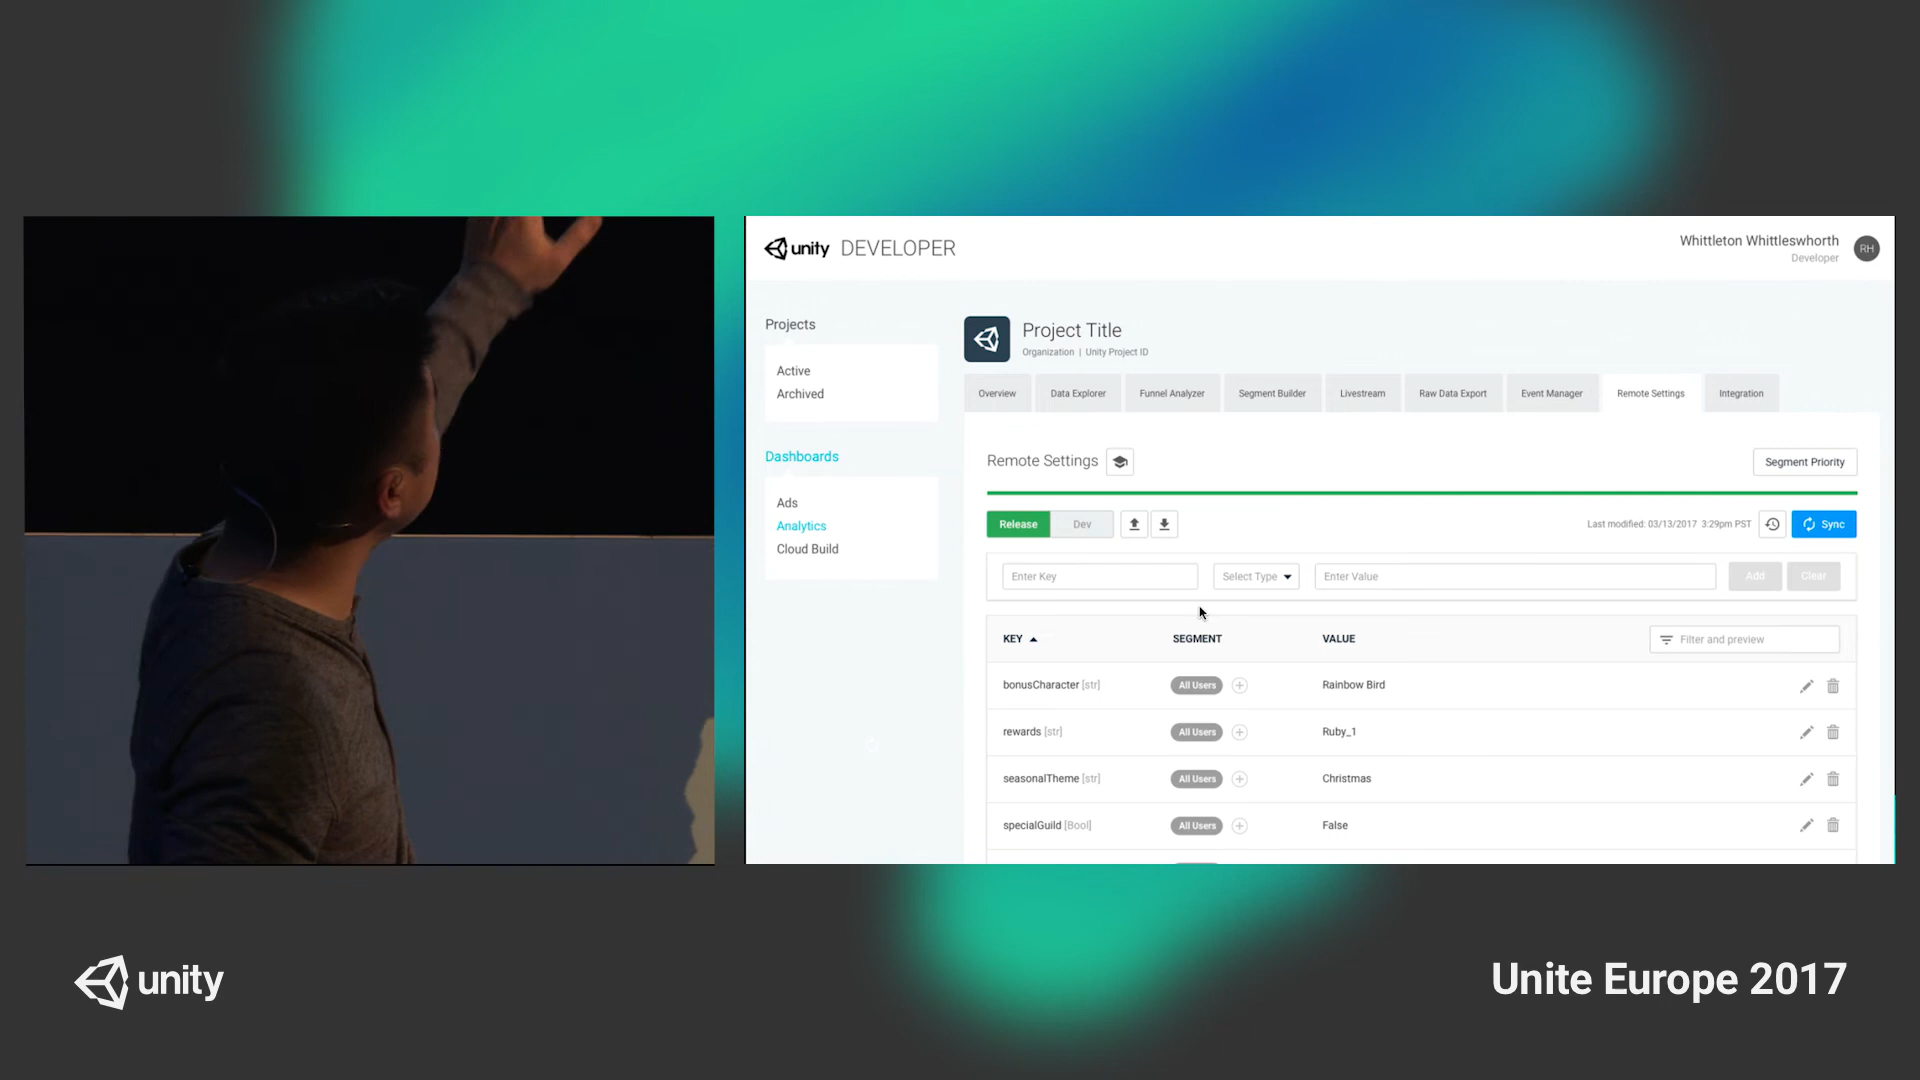 unity DEVELOPER
Whittleton Whittleswhorth
Developer
RH
Projects
Active
Archived
Dashboards
Ads
Analytics
Cloud Build
Project Title
Organization | Unity Project ID
Overview
Data Explorer
Funnel Analyzer
Segment Builder
Livestream
Raw Data Export
Event Manager
Remote Settings
Integration
Remote Settings
Segment Priority
Release
Dev
Last modified: 03/13/2017 3:29pm PST
Sync
Enter Key
Select Type
Enter Value
Add
Clear
KEY
SEGMENT
VALUE
Filter and preview
bonusCharacter [str]
All Users
Rainbow Bird
rewards [str]
All Users
Ruby_1
seasonalTheme [str]
All Users
Christmas
specialGuild [Bool]
All Users
False
unity
Unite Europe 2017